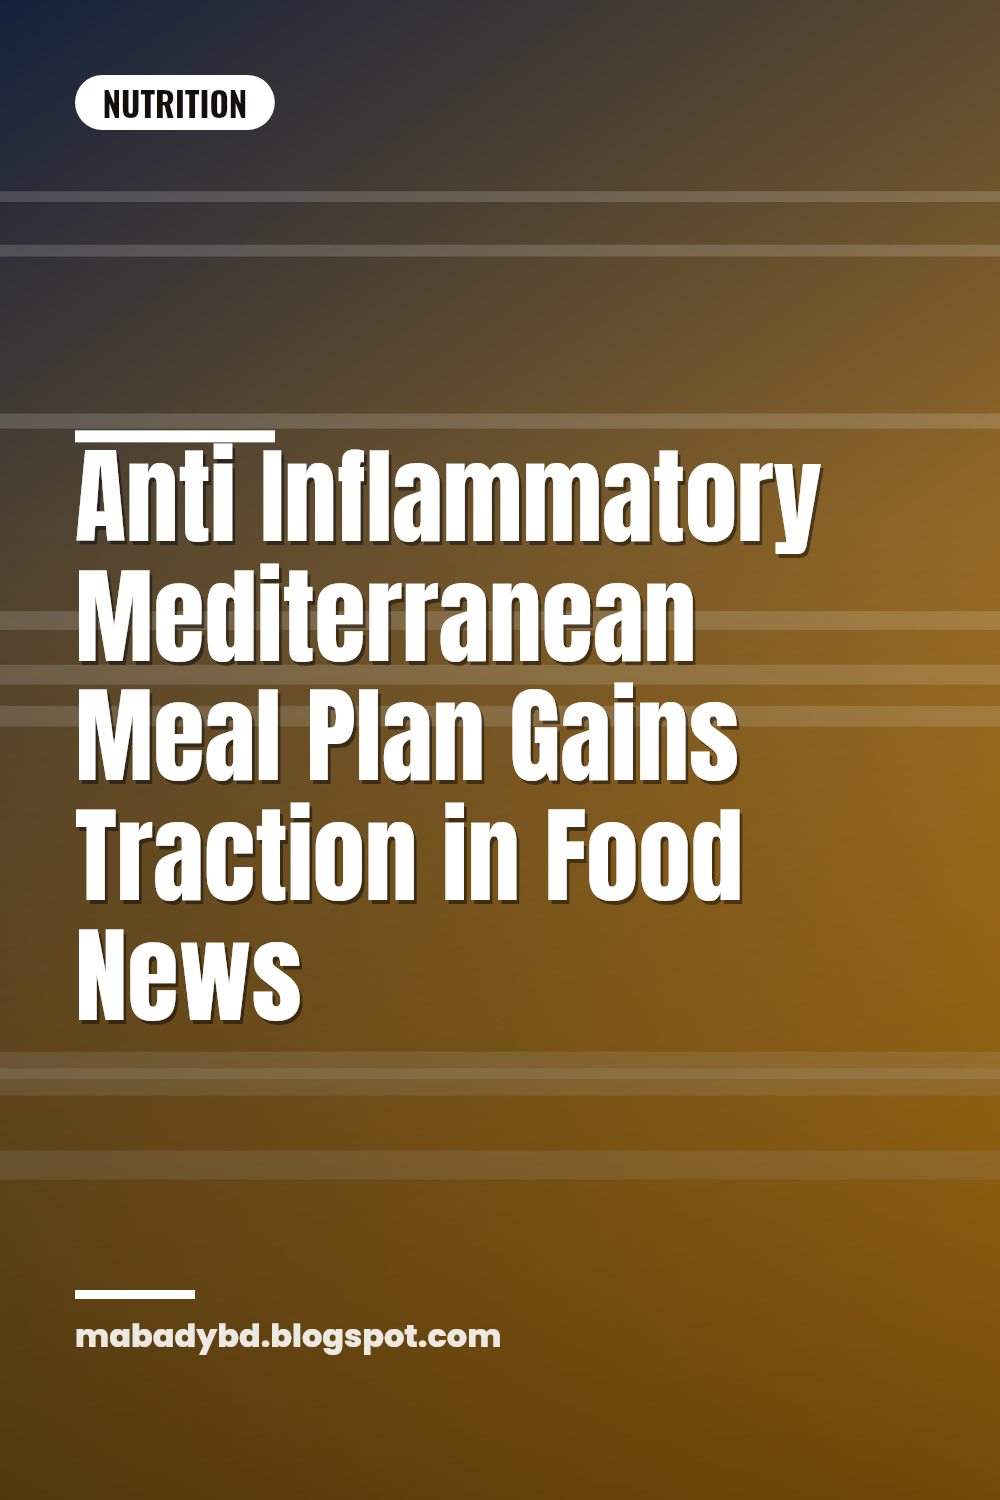 NUTRITION
Anti Inflammatory
Mediterranean
Meal Plan Gains
Traction in Food
News
mabadybd.blogspot.com